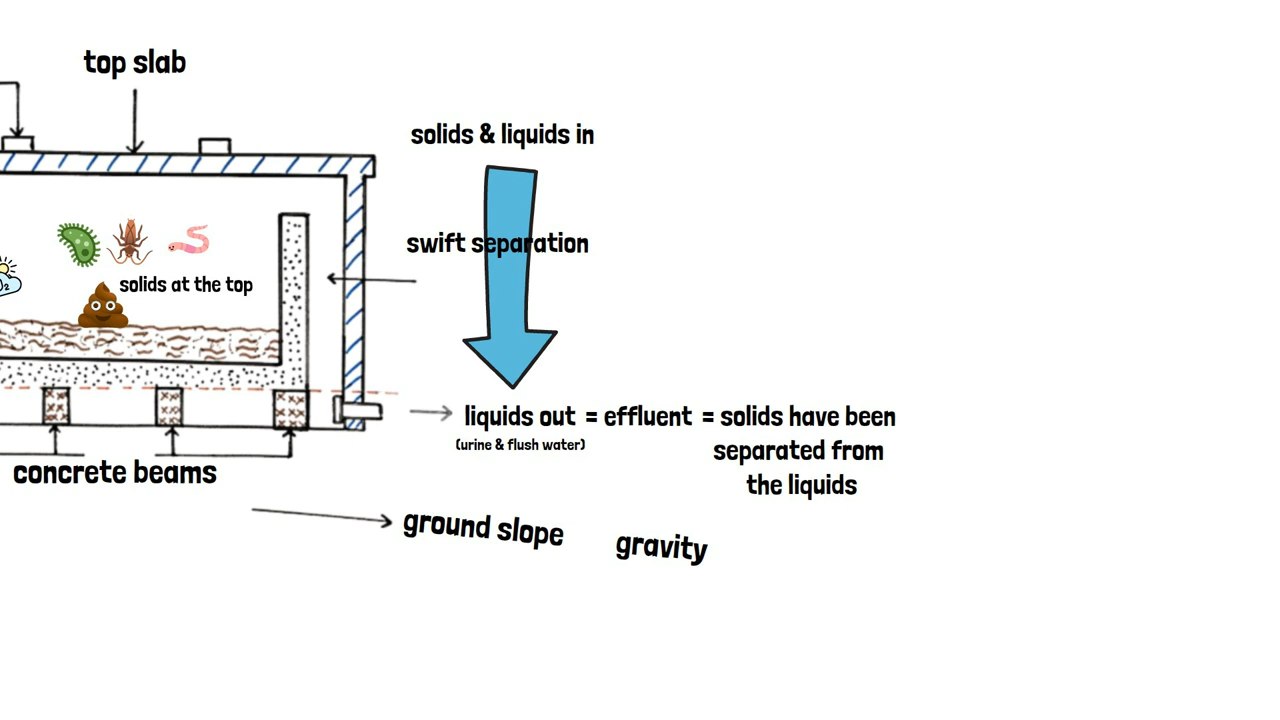 top slab
solids & liquids in
swift separation
solids at the top
liquids out = effluent = solids have been
(urine & flush water)
separated from
the liquids
concrete beams
ground slope
gravity